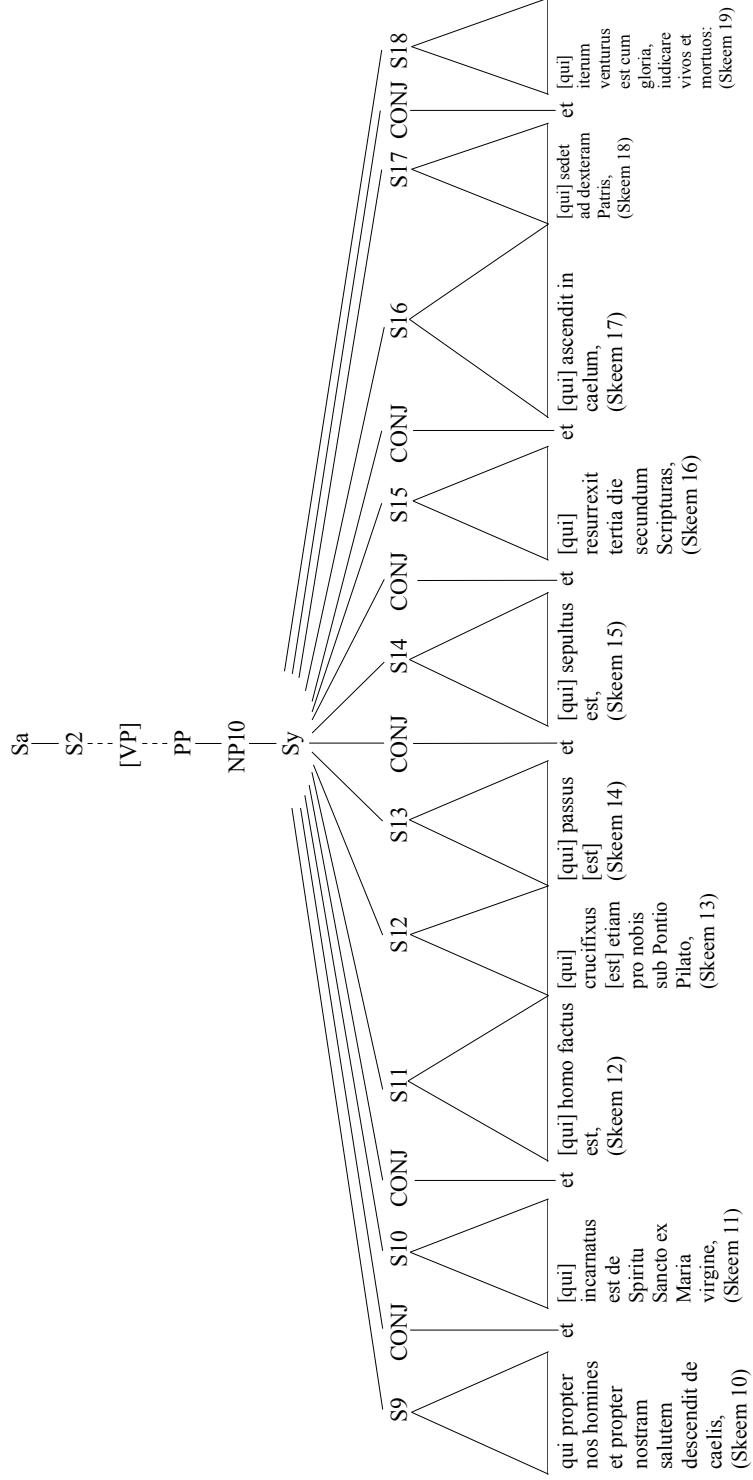 Sa
S2
[VP]
PP
NP10
Sy
S9 CONJ S10 CONJ S11 S12 S13 CONJ S14 CONJ S15 CONJ S16 S17 CONJ S18
qui propter
nos homines
et propter
nostram
salutem
descendit de
caelis,
(Skeem 10)
et
[qui]
incarnatus
est de
Spiritu
Sancto ex
Maria
virgine,
(Skeem 11)
et
[qui] homo factus
est,
(Skeem 12)
[qui]
crucifixus
[est] etiam
pro nobis
sub Pontio
Pilato,
(Skeem 13)
[qui] passus
[est]
(Skeem 14)
et
[qui] sepultus
est,
(Skeem 15)
et
[qui]
resurrexit
tertia die
secundum
Scripturas,
(Skeem 16)
et
[qui] ascendit in
caelum,
(Skeem 17)
[qui] sedet
ad dexteram
Patris,
(Skeem 18)
et
[qui]
iterum
venturus
est cum
gloria,
iudicare
vivos et
mortuos:
(Skeem 19)